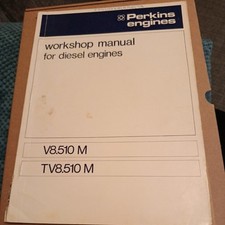 Perkins
engines
workshop manual
for diesel engines
V8.510 M
TV8.510 M